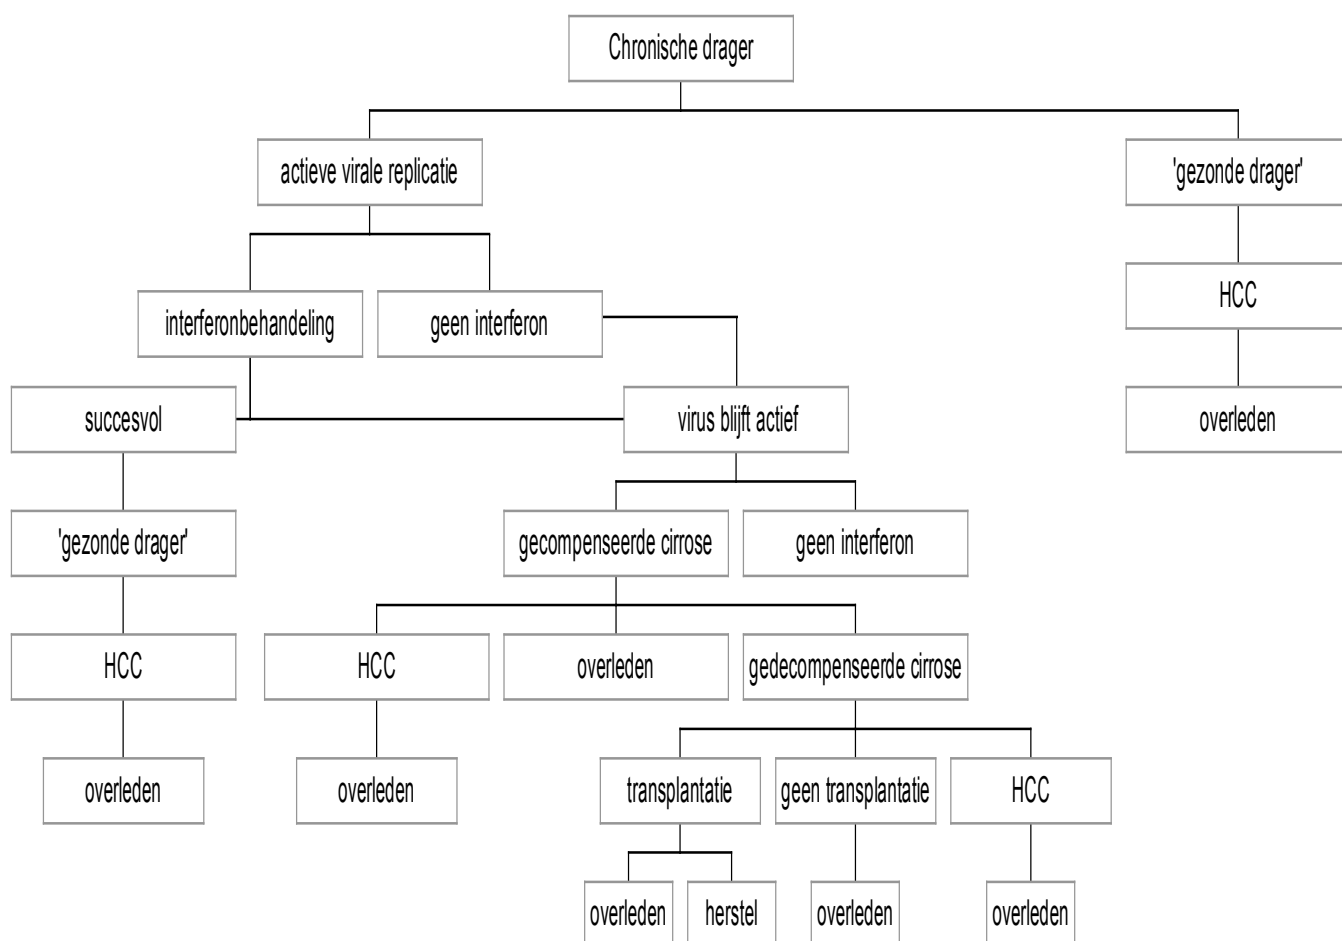 Chronische drager
actieve virale replicatie
'gezonde drager'
interferonbehandeling
geen interferon
HCC
succesvol
virus blijft actief
overleden
'gezonde drager'
gecompenseerde cirrose
geen interferon
HCC
HCC
overleden
gedecompenseerde cirrose
overleden
overleden
transplantatie
geen transplantatie
HCC
overleden
herstel
overleden
overleden